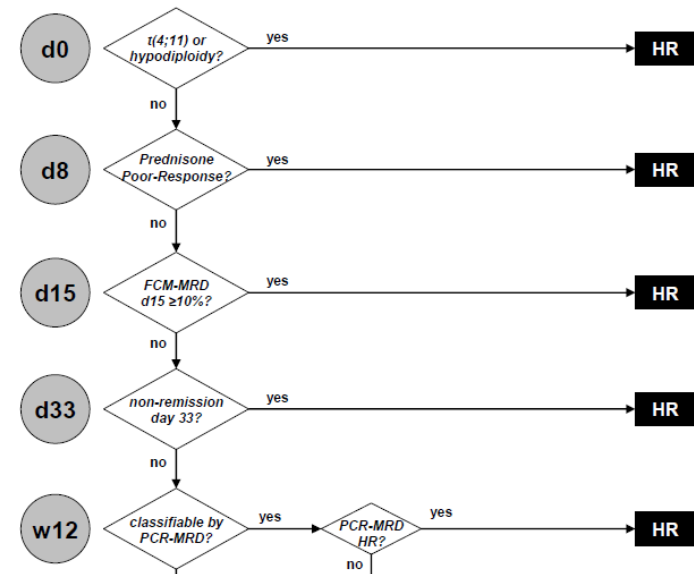 d0
t(4;11) or
hypodiploidy?
yes
HR
no
d8
Prednisone
Poor-Response?
yes
HR
no
d15
FCM-MRD
d15 ≥10%?
yes
HR
no
d33
non-remission
day 33?
yes
HR
no
w12
classifiable by
PCR-MRD?
yes
PCR-MRD
HR?
yes
HR
no